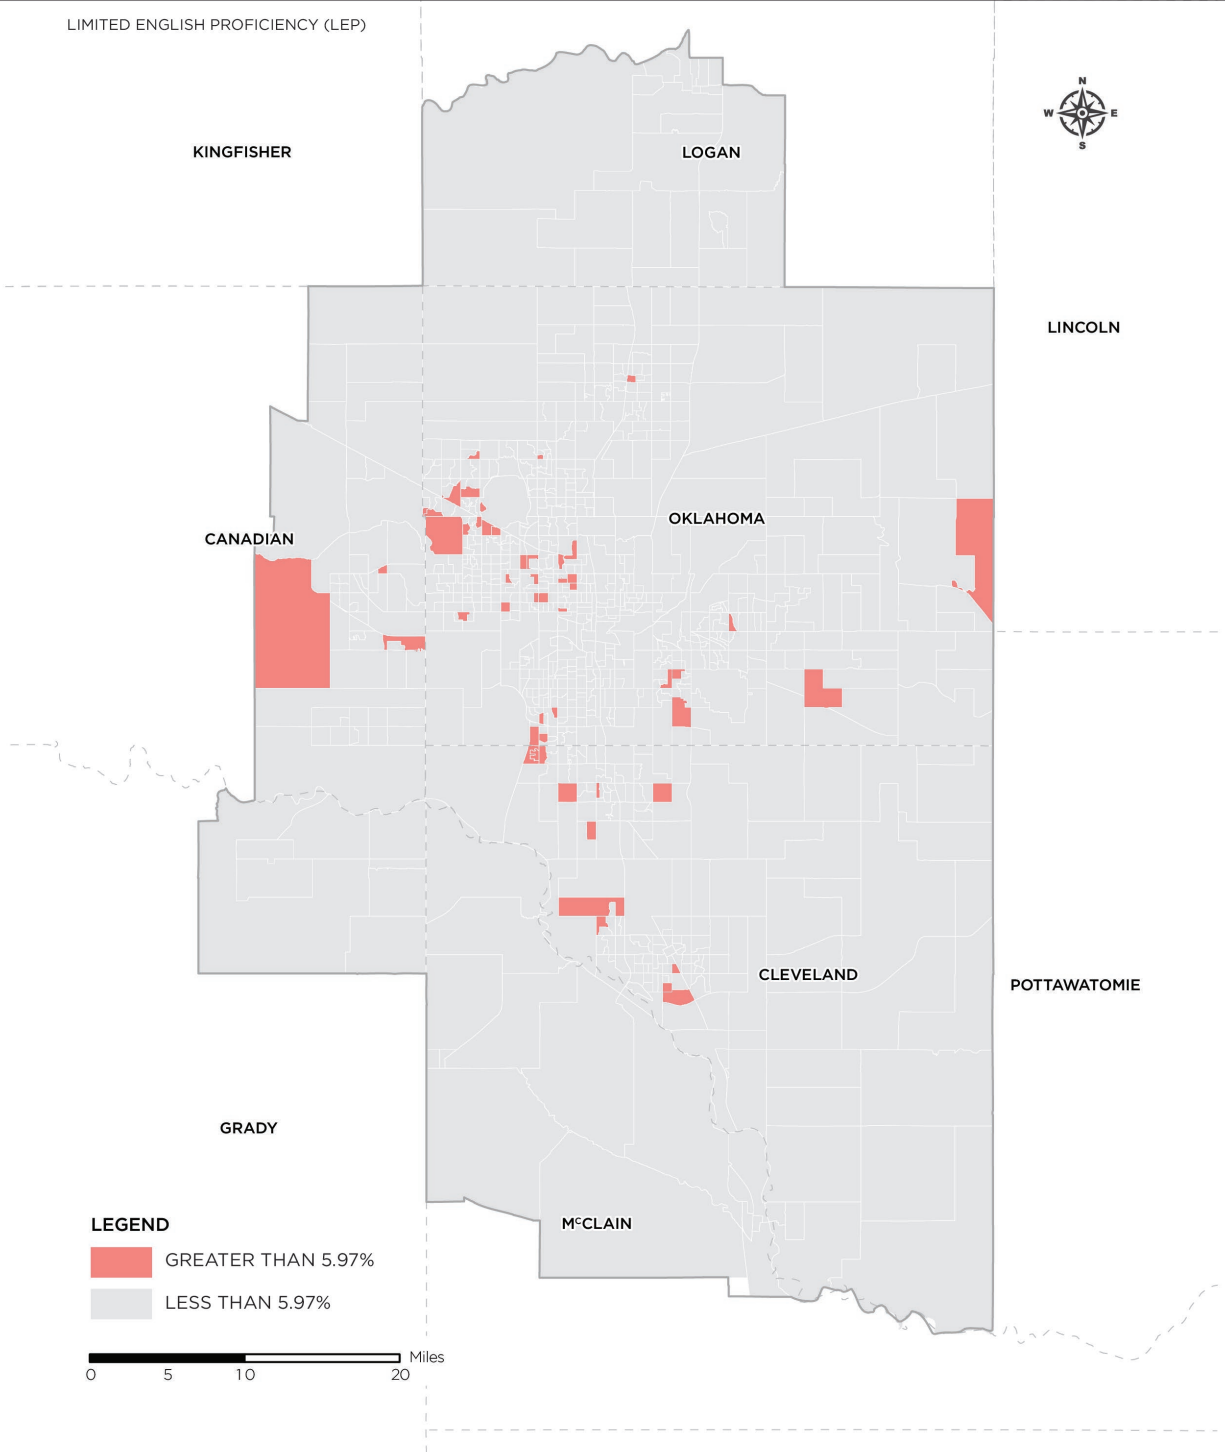 LIMITED ENGLISH PROFICIENCY (LEP)
N
W E
S
KINGFISHER
LOGAN
LINCOLN
OKLAHOMA
CANADIAN
CLEVELAND
POTTAWATOMIE
GRADY
McCLAIN
LEGEND
GREATER THAN 5.97%
LESS THAN 5.97%
Miles
0 5 10 20